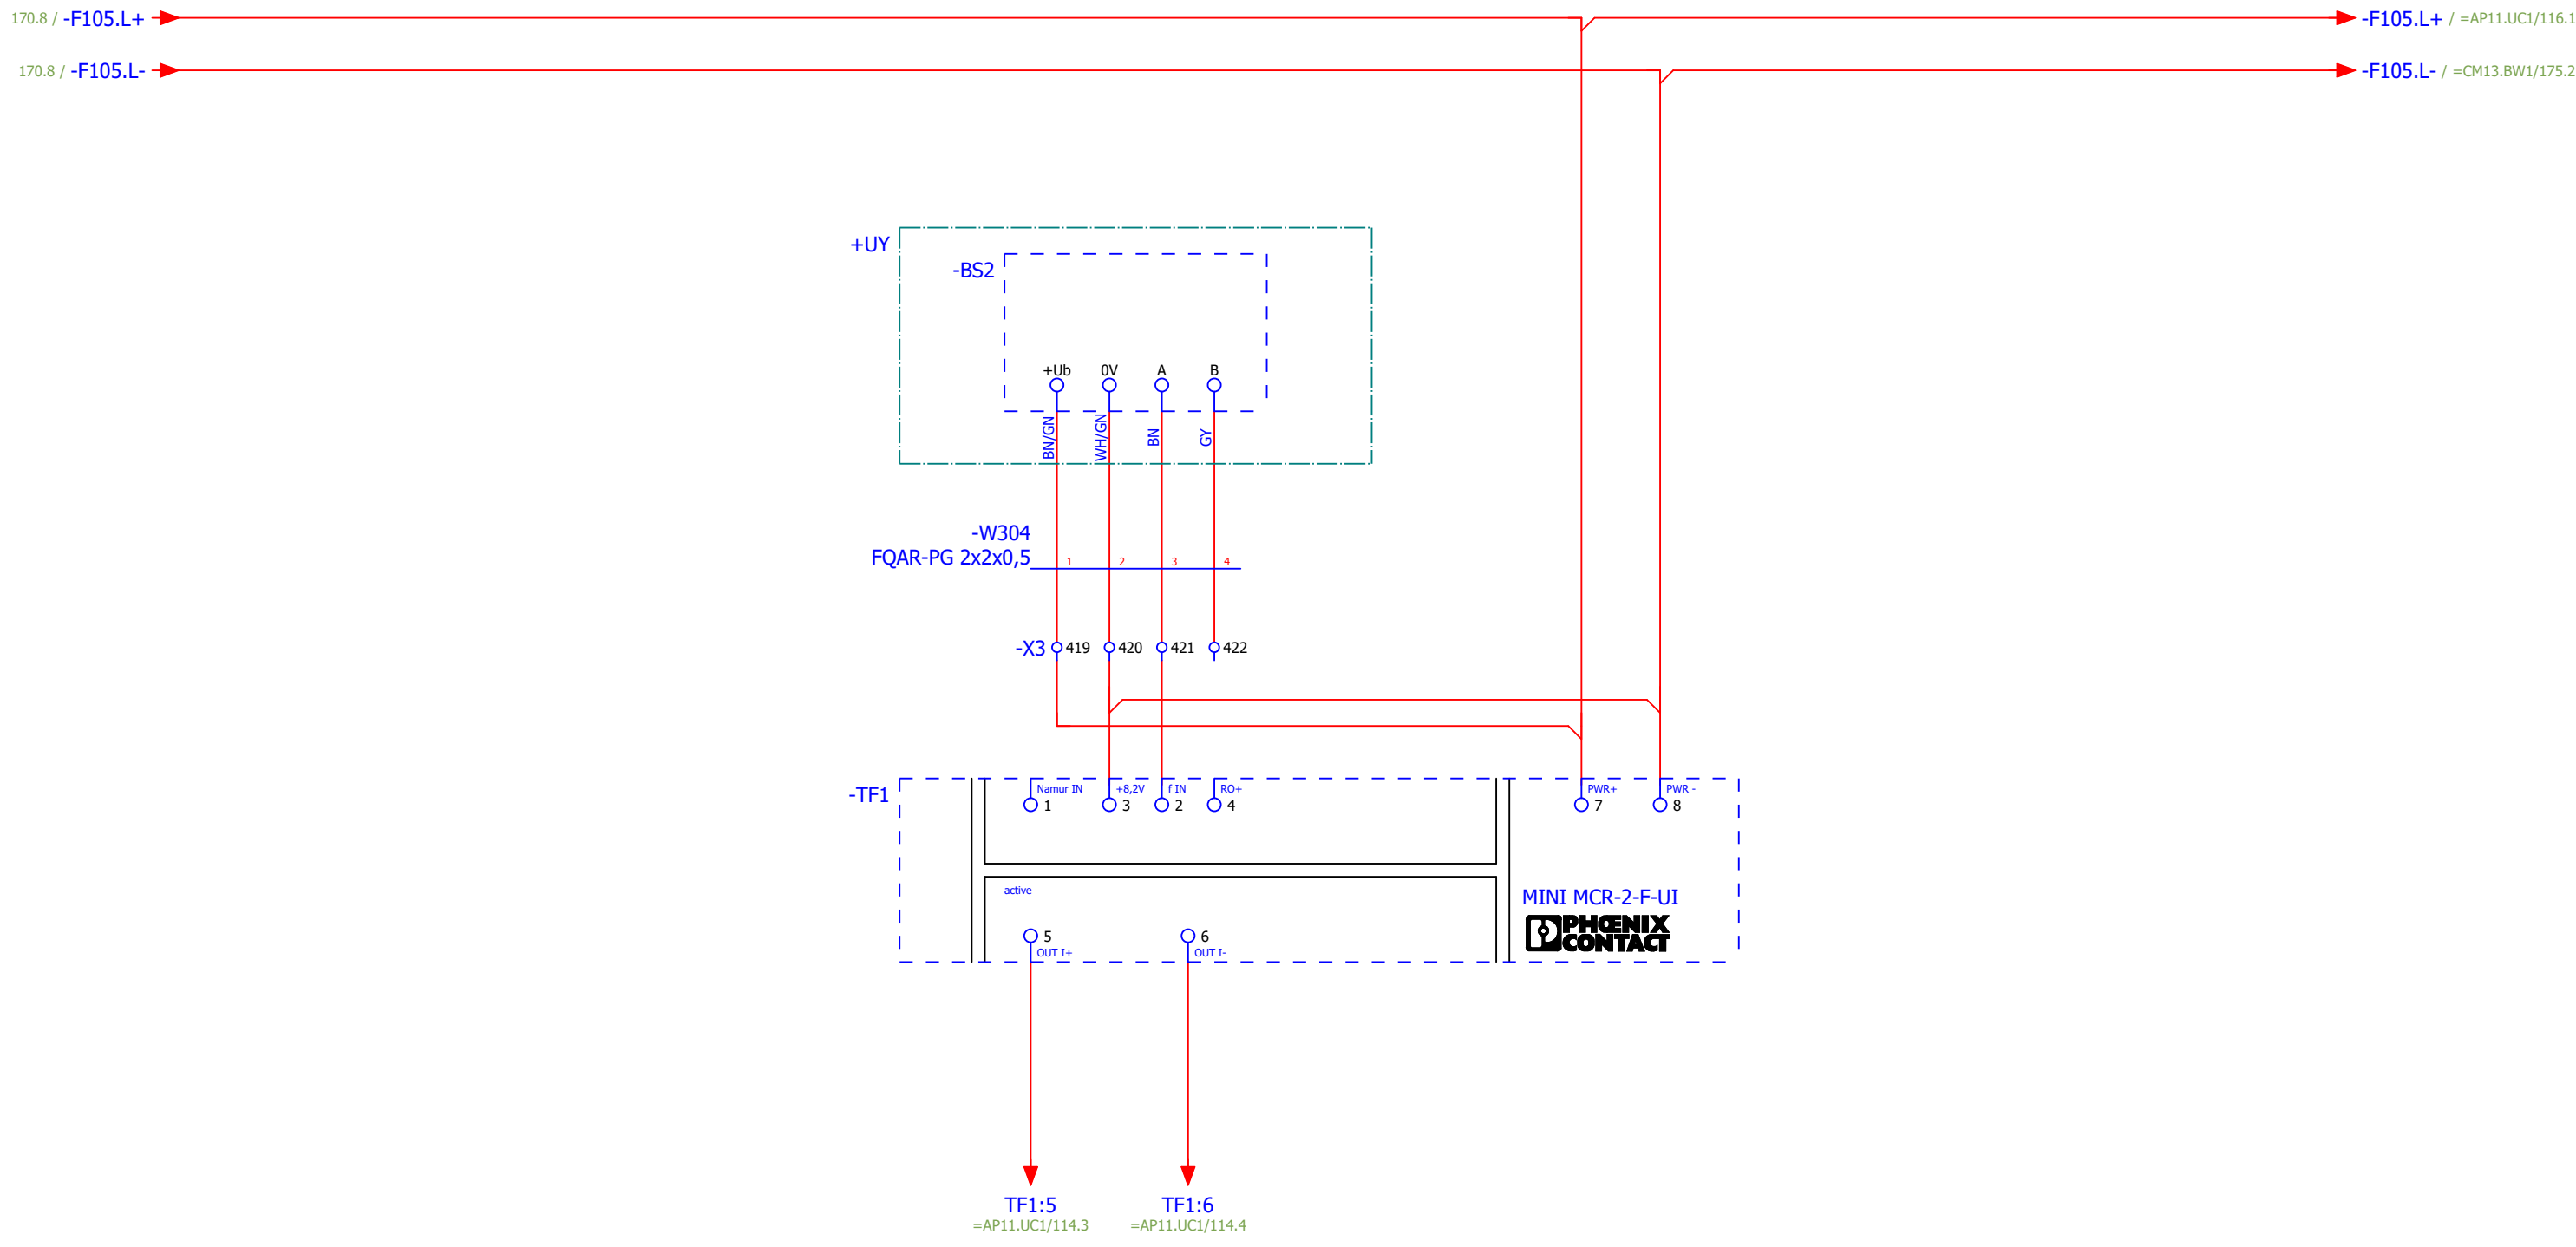 170.8 / -F105.L+
-F105.L+ / =AP11.UC1/116.1
170.8 / -F105.L-
-F105.L- / =CM13.BW1/175.2
+UY
-BS2
+Ub 0V A B
BN/GN WH/GN BN GY
-W304
FQAR-PG 2x2x0,5
1 2 3 4
-X3 419 420 421 422
-TF1
Namur IN +8,2V f IN RO+ PWR+ PWR -
1 3 2 4 7 8
active
MINI MCR-2-F-UI
PHŒNIX
CONTACT
5 6
OUT I+ OUT I-
TF1:5 TF1:6
=AP11.UC1/114.3 =AP11.UC1/114.4